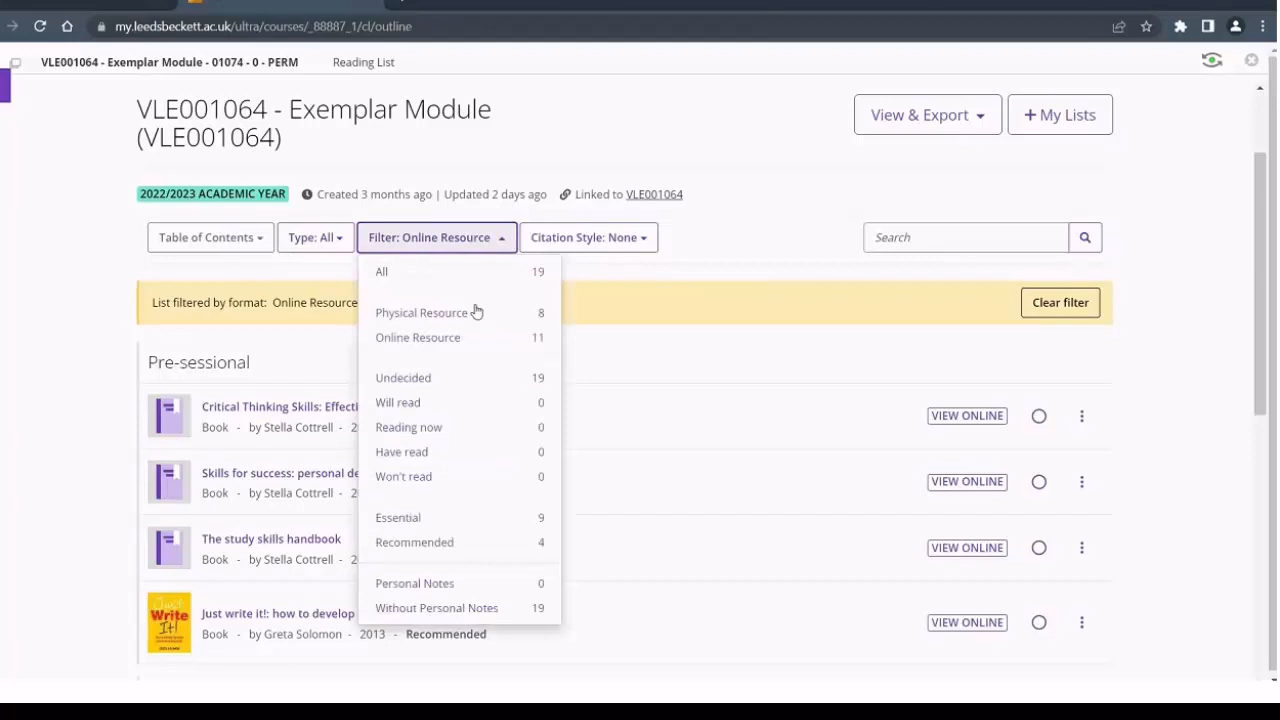 my.leedsbeckett.ac.uk/ultra/courses/_88887_1/cl/outline
VLE001064 - Exemplar Module - 01074 - 0 - PERM Reading List
VLE001064 - Exemplar Module
(VLE001064)
View & Export + My Lists
2022/2023 ACADEMIC YEAR Created 3 months ago | Updated 2 days ago Linked to VLE001064
Table of Contents Type: All Filter: Online Resource Citation Style: None Search
All 19
List filtered by format: Online Resource Clear filter
Physical Resource 8
Online Resource 11
Pre-sessional
Undecided 19
Will read 0
Critical Thinking Skills: Effecti VIEW ONLINE
Book - by Stella Cottrell - 2
Reading now 0
Have read 0
Won't read 0
Skills for success: personal de VIEW ONLINE
Book - by Stella Cottrell - 2
Essential 9
Recommended 4
The study skills handbook VIEW ONLINE
Book - by Stella Cottrell - 2
Personal Notes 0
Without Personal Notes 19
Just Write It!
Just write it!: how to develop VIEW ONLINE
Book - by Greta Solomon - 2013 - Recommended